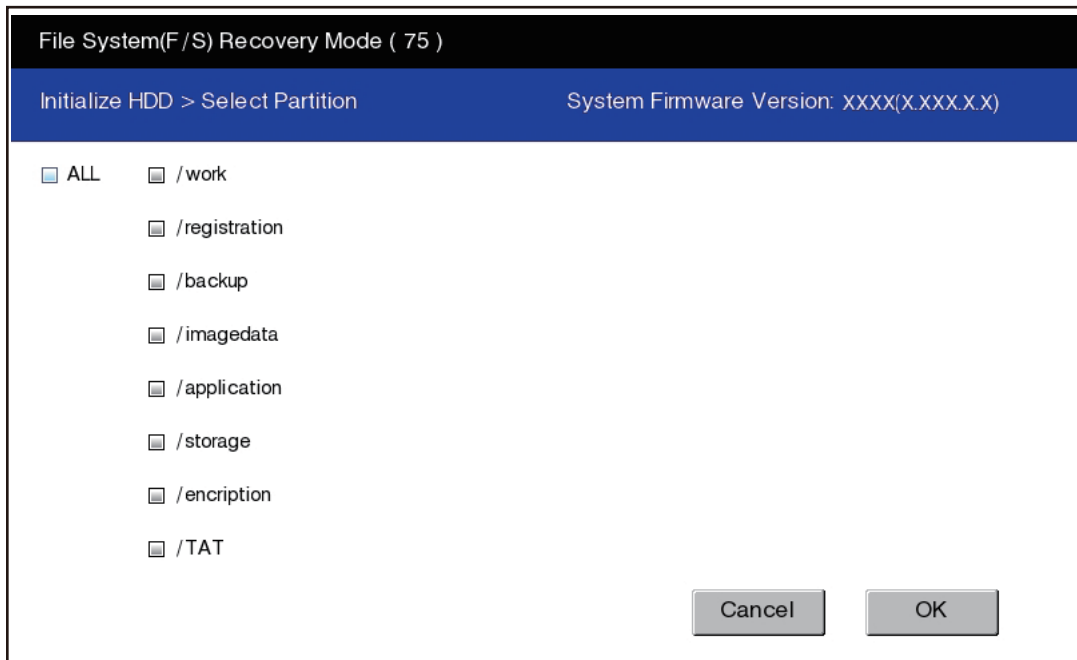 File System(F/S) Recovery Mode ( 75 )
Initialize HDD > Select Partition System Firmware Version: XXXX(X.XXX.X.X)
ALL /work
/registration
/backup
/imagedata
/application
/storage
/encription
/TAT
Cancel OK